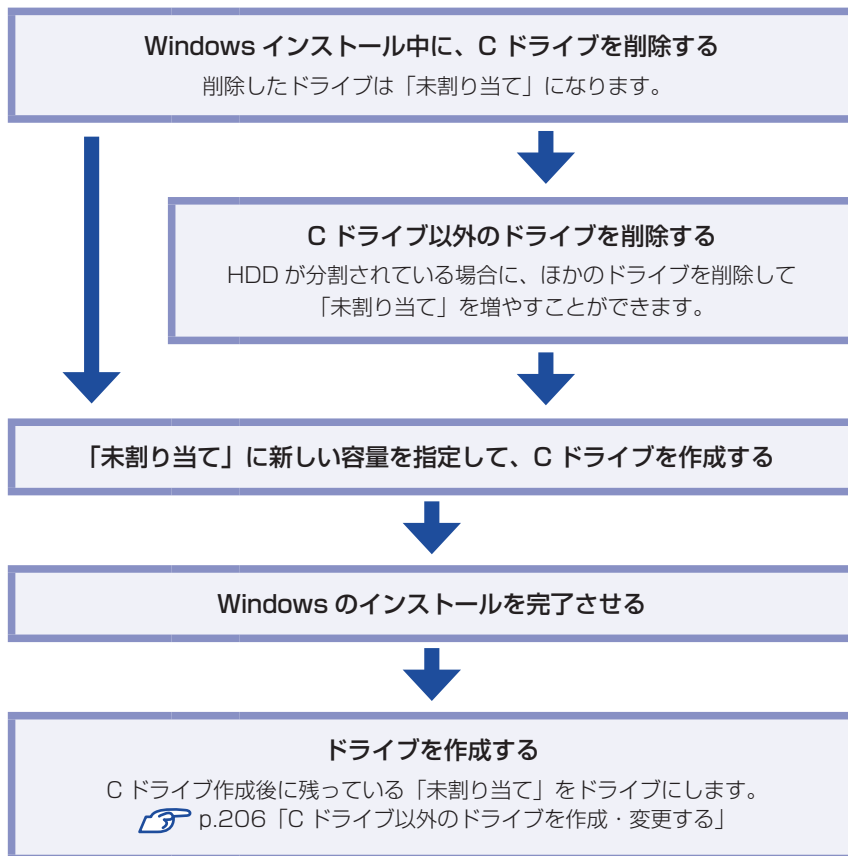 Windows インストール中に、C ドライブを削除する
削除したドライブは「未割り当て」になります。
C ドライブ以外のドライブを削除する
HDD が分割されている場合に、ほかのドライブを削除して
「未割り当て」を増やすことができます。
「未割り当て」に新しい容量を指定して、C ドライブを作成する
Windows のインストールを完了させる
ドライブを作成する
C ドライブ作成後に残っている「未割り当て」をドライブにします。
p.206「C ドライブ以外のドライブを作成・変更する」